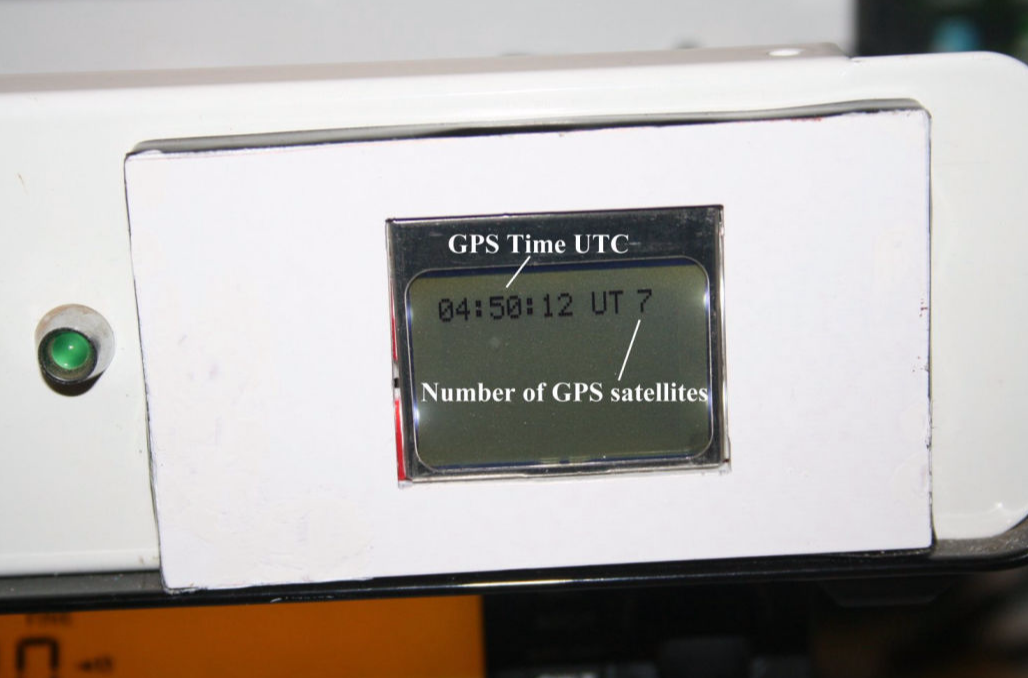 GPS Time UTC
04:50:12 UT 7
Number of GPS satellites